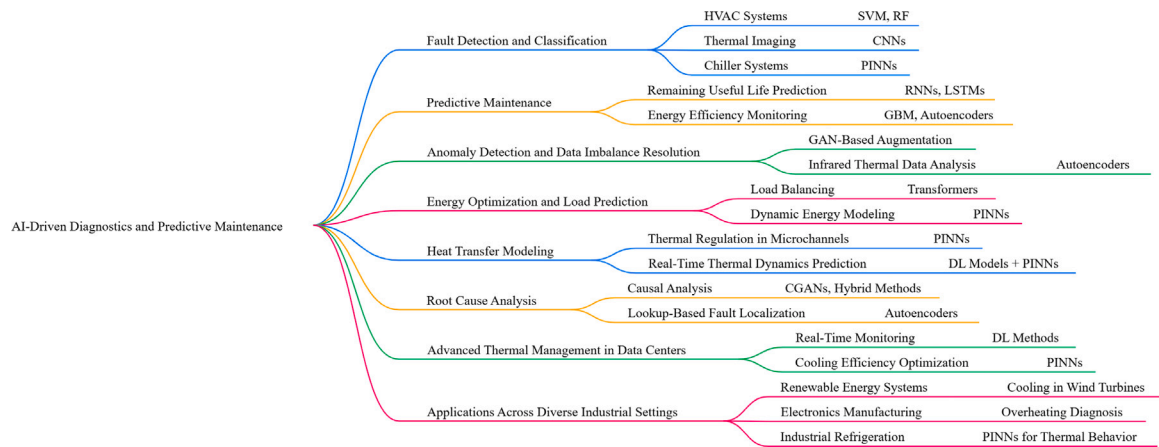 HVAC Systems SVM, RF
Fault Detection and Classification
Thermal Imaging CNNs
Chiller Systems PINNs
Remaining Useful Life Prediction RNNs, LSTMs
Predictive Maintenance
Energy Efficiency Monitoring GBM, Autoencoders
GAN-Based Augmentation
Anomaly Detection and Data Imbalance Resolution
Infrared Thermal Data Analysis Autoencoders
Load Balancing Transformers
Energy Optimization and Load Prediction
Dynamic Energy Modeling PINNs
AI-Driven Diagnostics and Predictive Maintenance
Thermal Regulation in Microchannels PINNs
Heat Transfer Modeling
Real-Time Thermal Dynamics Prediction DL Models + PINNs
Causal Analysis CGANs, Hybrid Methods
Root Cause Analysis
Lookup-Based Fault Localization Autoencoders
Real-Time Monitoring DL Methods
Advanced Thermal Management in Data Centers
Cooling Efficiency Optimization PINNs
Renewable Energy Systems Cooling in Wind Turbines
Applications Across Diverse Industrial Settings
Electronics Manufacturing Overheating Diagnosis
Industrial Refrigeration PINNs for Thermal Behavior